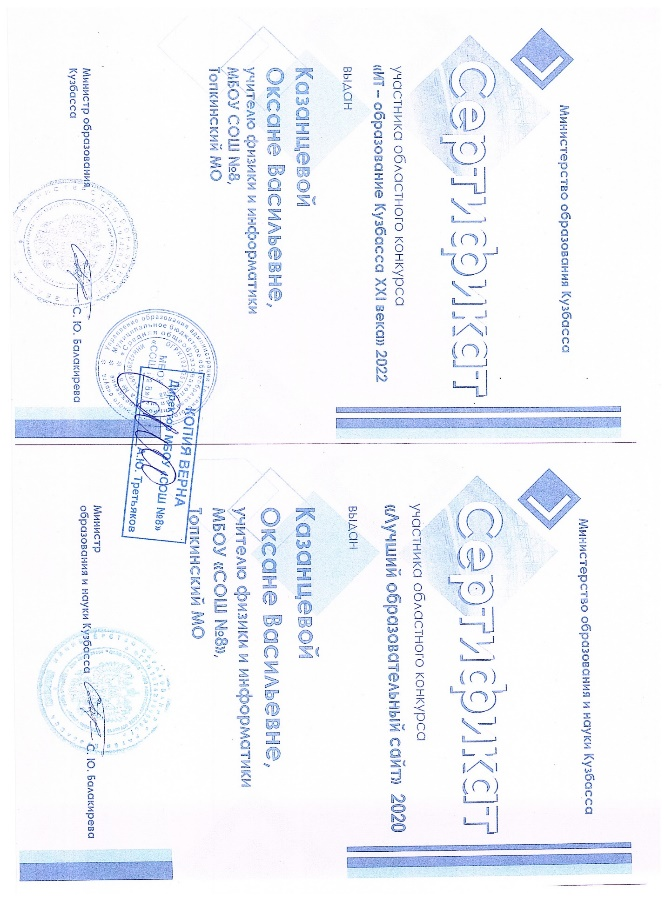 Министерство образования Кузбасса
Сертификат
участника областного конкурса
«ИТ – образование Кузбасса XXI века» 2022
выдан
Казанцевой
Оксане Васильевне,
учителю физики и информатики
МБОУ СОШ №8,
Топкинский МО
Министр образования
Кузбасса
С. Ю. Балакирева
КОПИЯ ВЕРНА
Директор МБОУ «СОШ №8»
А.Ю. Третьяков
Министерство образования и науки Кузбасса
Сертификат
участника областного конкурса
«Лучший образовательный сайт» 2020
выдан
Казанцевой
Оксане Васильевне,
учителю физики и информатики
МБОУ «СОШ №8»,
Топкинский МО
Министр
образования и науки Кузбасса
С. Ю. Балакирева